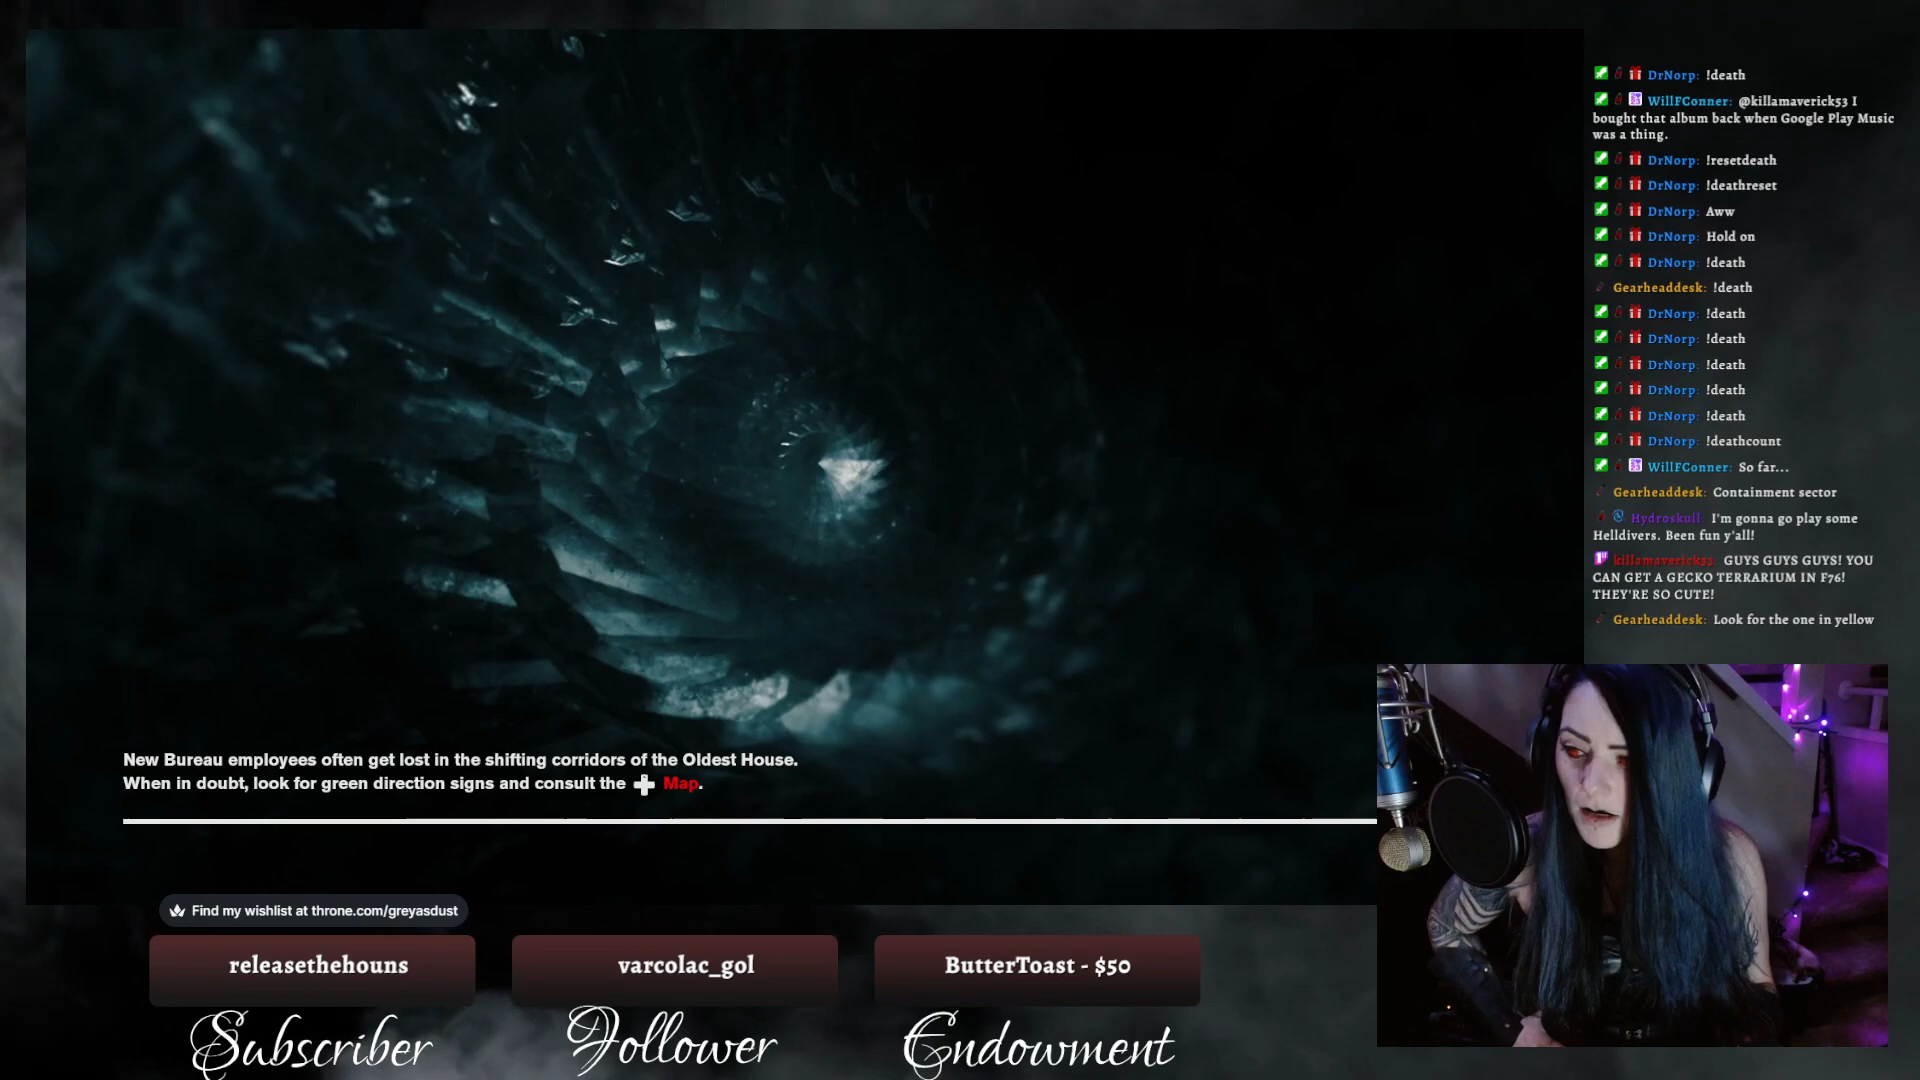 DrNorp: !death
WillFConner: @killamaverick53 I
bought that album back when Google Play Music
was a thing.
DrNorp: !resetdeath
DrNorp: !deathreset
DrNorp: Aww
DrNorp: Hold on
DrNorp: !death
Gearheaddesk: !death
DrNorp: !death
DrNorp: !death
DrNorp: !death
DrNorp: !death
DrNorp: !death
DrNorp: !deathcount
WillFConner: So far...
Gearheaddesk: Containment sector
Hydroskull: I'm gonna go play some
Helldivers. Been fun y'all!
killamaverick53: GUYS GUYS GUYS! YOU
CAN GET A GECKO TERRARIUM IN F76!
THEY'RE SO CUTE!
Gearheaddesk: Look for the one in yellow
New Bureau employees often get lost in the shifting corridors of the Oldest House.
When in doubt, look for green direction signs and consult the Map.
Find my wishlist at throne.com/greyasdust
releasethehouns
varcolac_gol
ButterToast - $50
Subscriber
Follower
Endowment